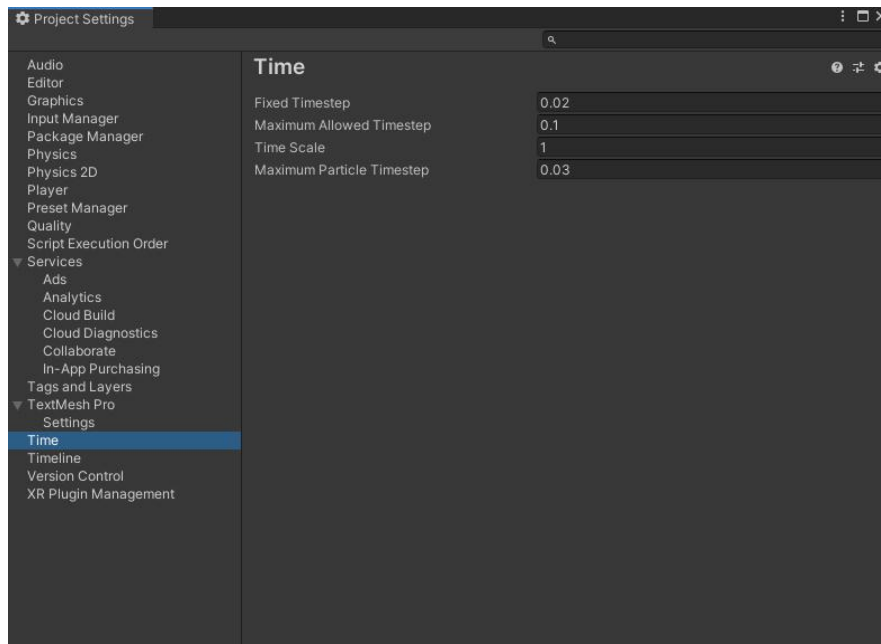 Project Settings
Audio
Editor
Graphics
Input Manager
Package Manager
Physics
Physics 2D
Player
Preset Manager
Quality
Script Execution Order
Services
Ads
Analytics
Cloud Build
Cloud Diagnostics
Collaborate
In-App Purchasing
Tags and Layers
TextMesh Pro
Settings
Time
Timeline
Version Control
XR Plugin Management
Time
Fixed Timestep 0.02
Maximum Allowed Timestep 0.1
Time Scale 1
Maximum Particle Timestep 0.03